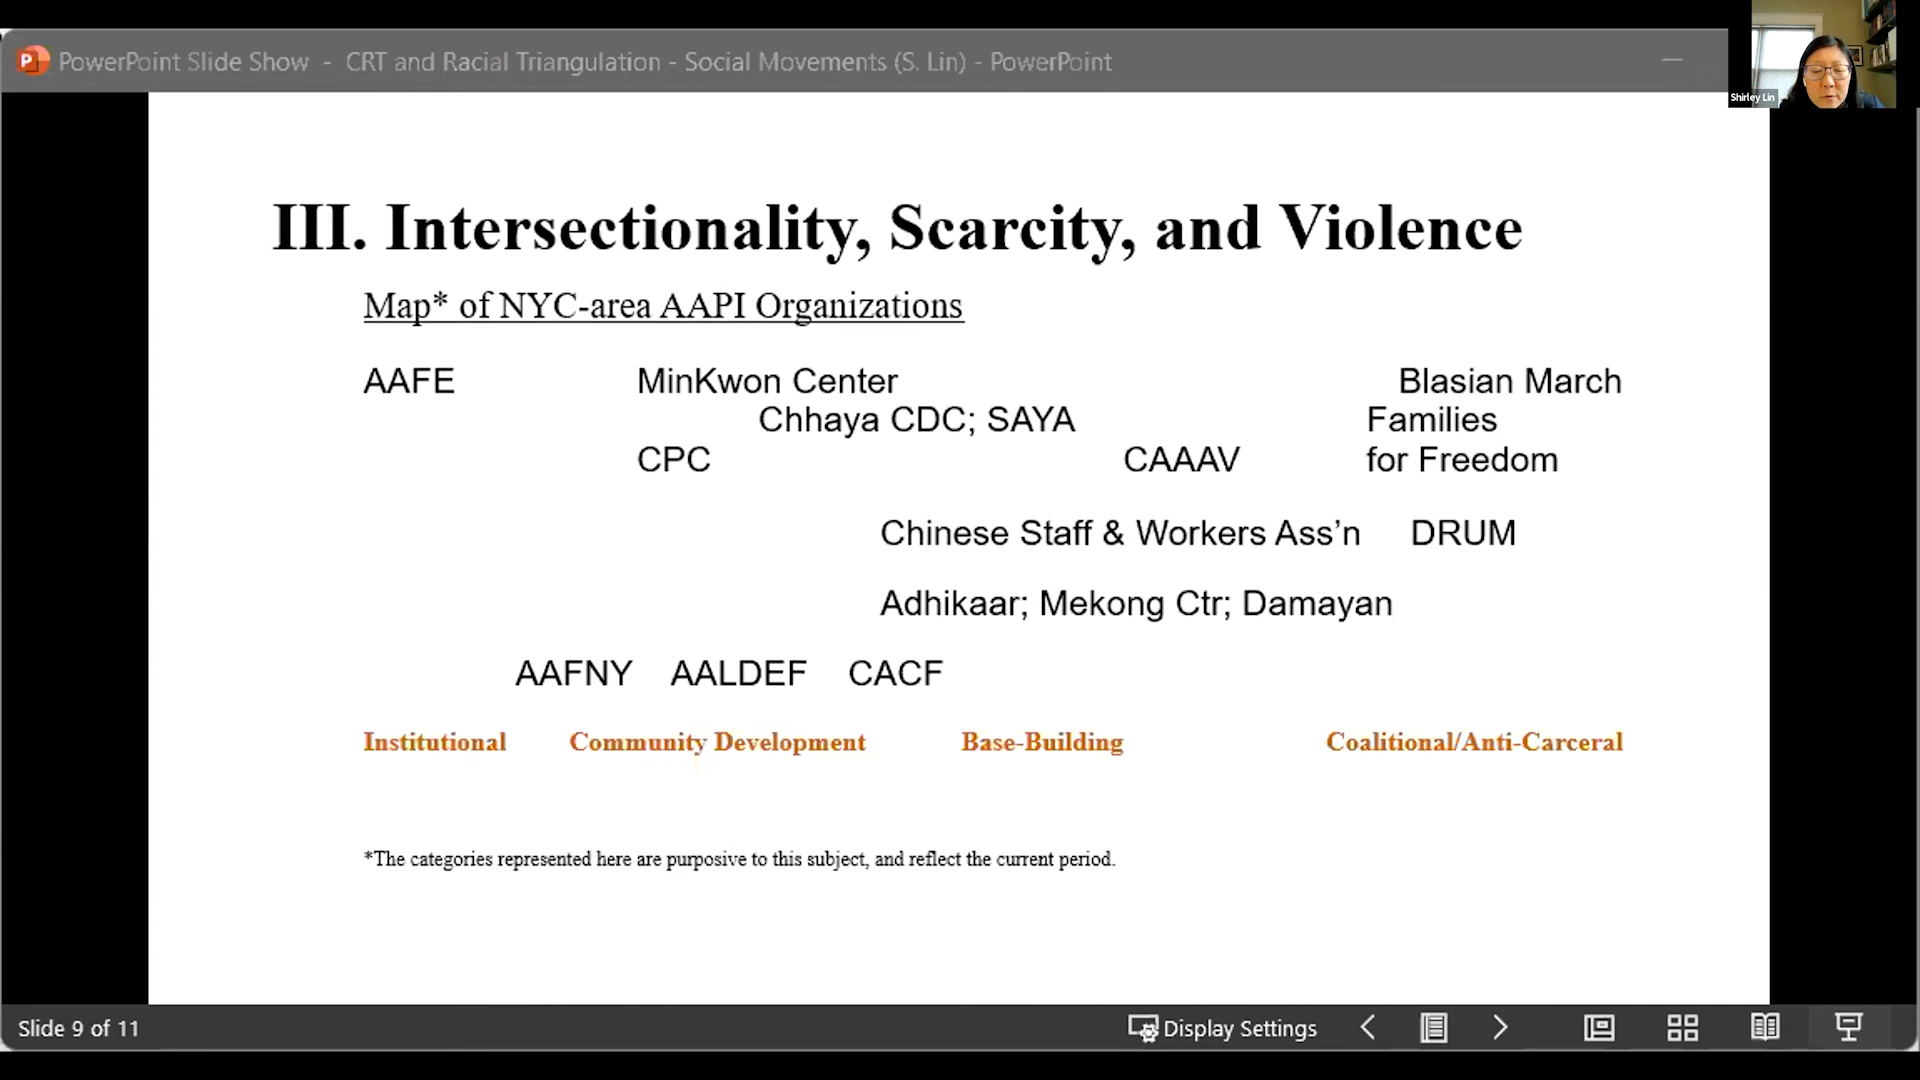 PowerPoint Slide Show - CRT and Racial Triangulation - Social Movements (S. Lin) - PowerPoint
Shirley Lin
III. Intersectionality, Scarcity, and Violence
Map* of NYC-area AAPI Organizations
AAFE MinKwon Center Blasian March
Chhaya CDC; SAYA Families
CPC CAAAV for Freedom
Chinese Staff & Workers Ass’n DRUM
Adhikaar; Mekong Ctr; Damayan
AAFNY AALDEF CACF
Institutional Community Development Base-Building Coalitional/Anti-Carceral
*The categories represented here are purposive to this subject, and reflect the current period.
Slide 9 of 11 Display Settings